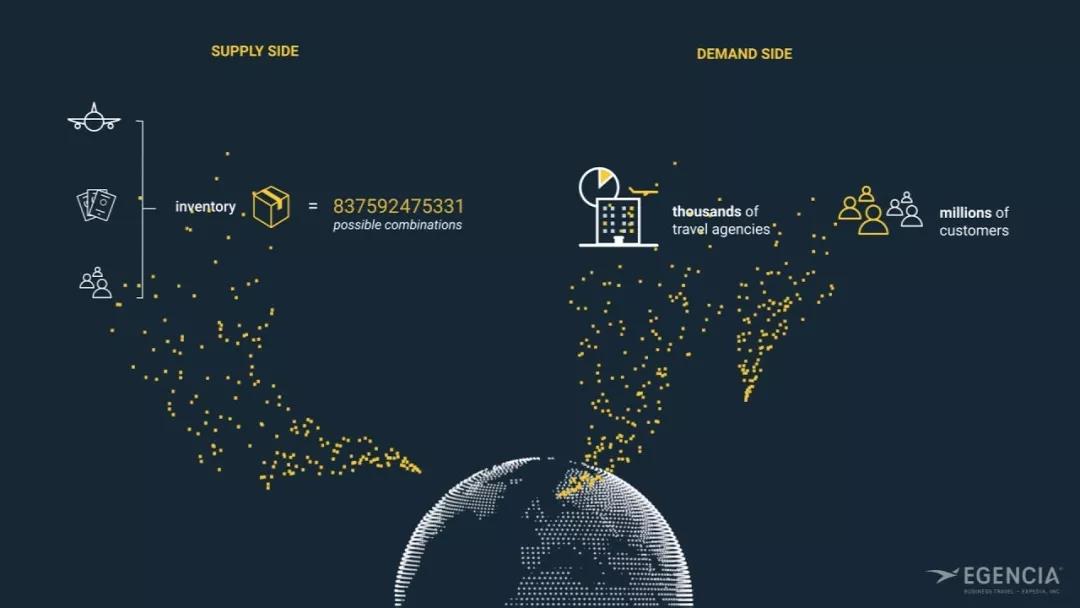 SUPPLY SIDE
DEMAND SIDE
inventory
=
837592475331
possible combinations
thousands of
travel agencies
millions of
customers
EGENCIA
BUSINESS TRAVEL – EXPEDIA, INC